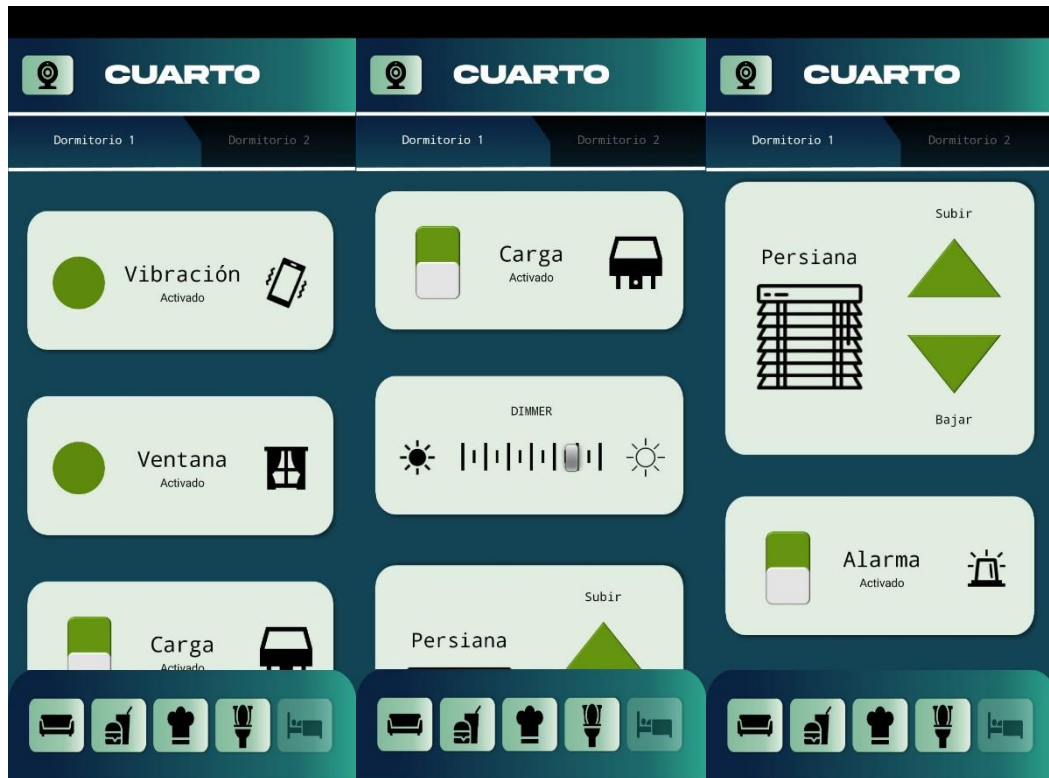 CUARTO
Dormitorio 1 Dormitorio 2
Vibración
Activado
Ventana
Activado
Carga
Activado
CUARTO
Dormitorio 1 Dormitorio 2
Carga
Activado
DIMMER
Subir
Persiana
CUARTO
Dormitorio 1 Dormitorio 2
Subir
Persiana
Bajar
Alarma
Activado